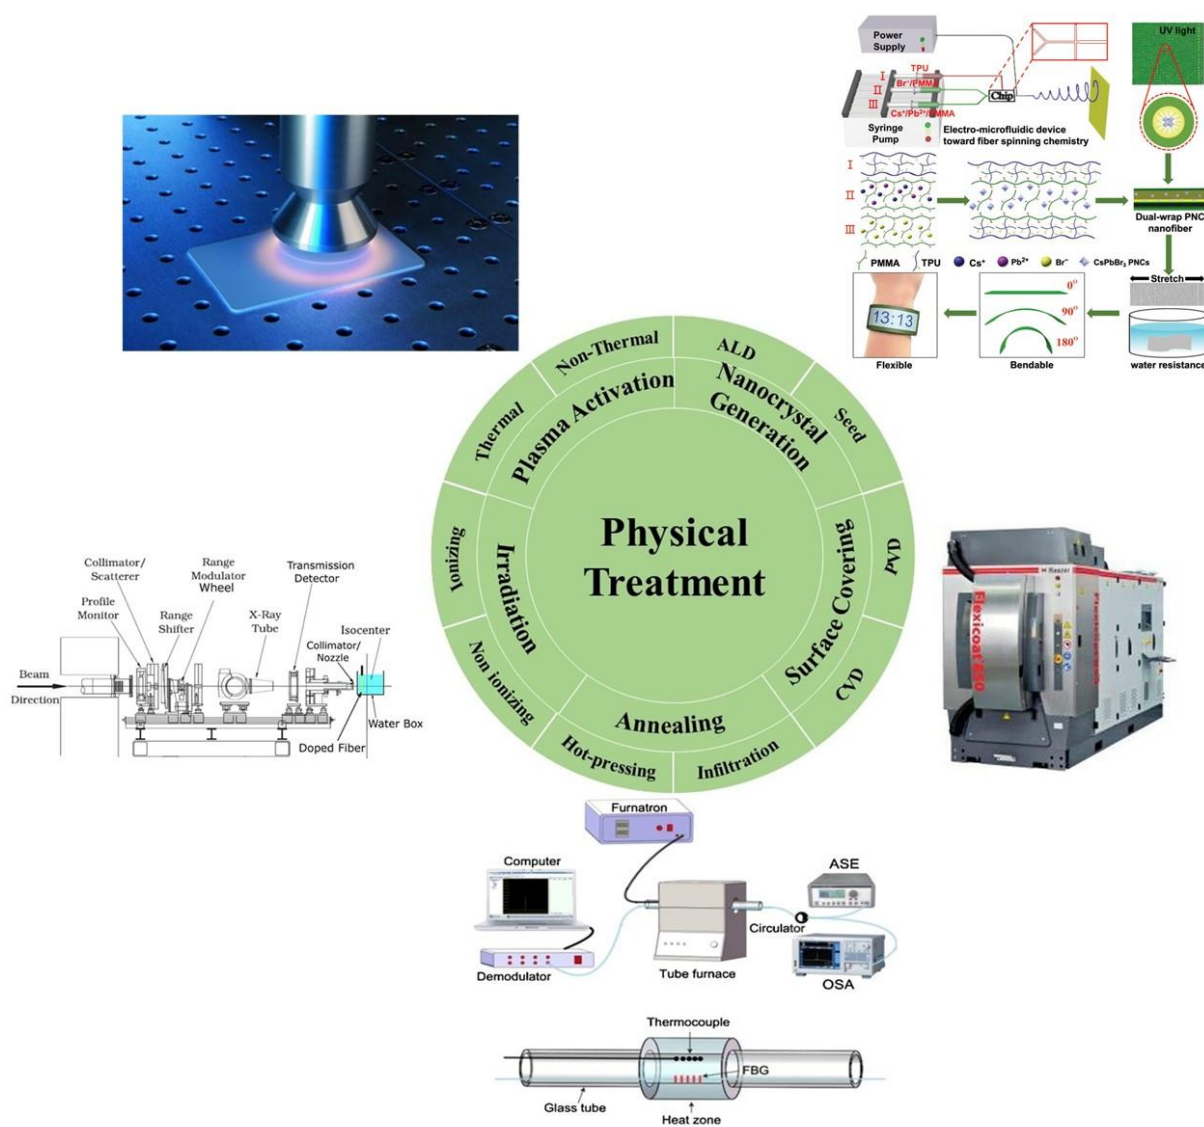 Power
Supply
UV light
TPU
I
Br⁻/PMMA
II
III
Cs⁺/Pb²⁺/PMMA
Chip
Syringe
Pump
Electro-microfluidic device
toward fiber spinning chemistry
I
II
III
Dual-wrap PNC
nanofiber
PMMA
TPU
Cs⁺
Pb²⁺
Br⁻
CsPbBr₃ PNCs
Stretch
13:13
0°
90°
180°
Flexible
Bendable
water resistance
Non-Thermal
ALD
Thermal
Plasma Activation
Nanocrystal
Generation
Seed
Ionizing
Irradiation
Physical
Treatment
Surface Covering
PVD
Non ionizing
Annealing
CVD
Hot-pressing
Infiltration
Collimator/
Scatterer
Range
Modulator
Wheel
Transmission
Detector
Profile
Monitor
Range
Shifter
X-Ray
Tube
Isocenter
Collimator/
Nozzle
Beam
Direction
Water Box
Doped Fiber
Hauzer
Flexicoat 850
Furnatron
Computer
ASE
Circulator
Demodulator
Tube furnace
OSA
Thermocouple
FBG
Glass tube
Heat zone